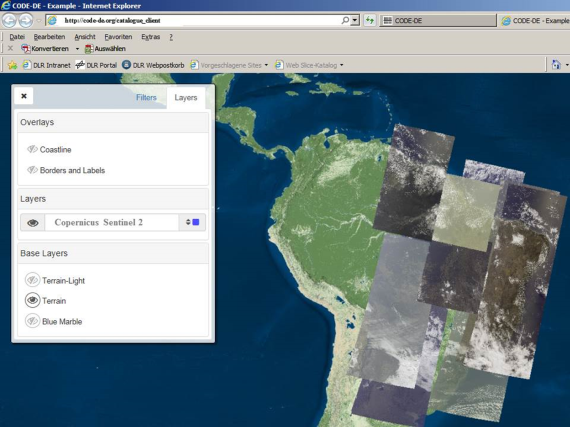 CODE-DE - Example - Internet Explorer
http://code-de.org/catalogue_client
CODE-DE
CODE-DE - Example
Datei Bearbeiten Ansicht Favoriten Extras ?
Konvertieren Auswählen
DLR Intranet DLR Portal DLR Webpostkorb Vorgeschlagene Sites Web Slice-Katalog
Filters Layers
Overlays
Coastline
Borders and Labels
Layers
Copernicus Sentinel 2
Base Layers
Terrain-Light
Terrain
Blue Marble